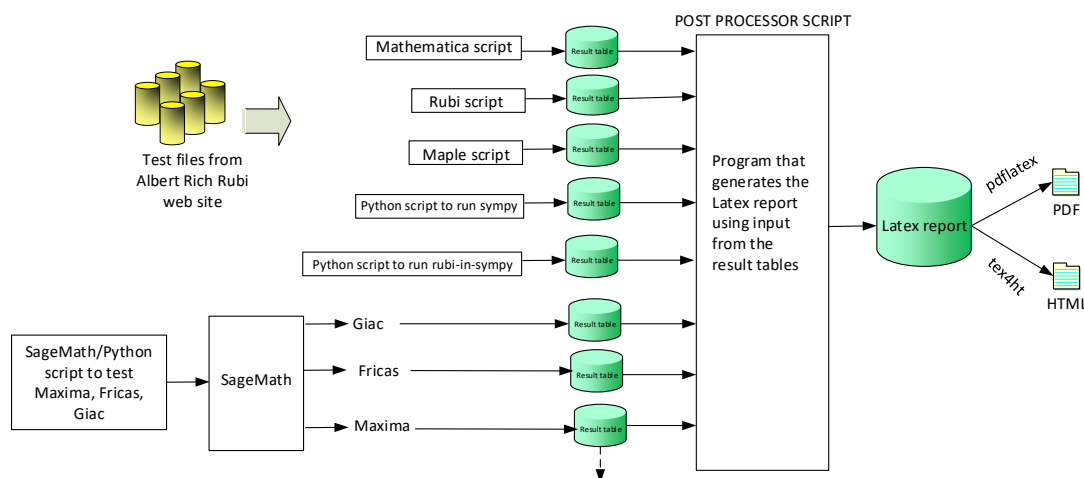 POST PROCESSOR SCRIPT
Mathematica script
Result table
Rubi script
Result table
Maple script
Result table
Test files from
Albert Rich Rubi
web site
Python script to run sympy
Result table
Python script to run rubi-in-sympy
Result table
Program that
generates the
Latex report
using input
from the
result tables
Latex report
pdflatex
PDF
tex4ht
HTML
SageMath/Python
script to test
Maxima, Fricas,
Giac
SageMath
Giac
Result table
Fricas
Result table
Maxima
Result table